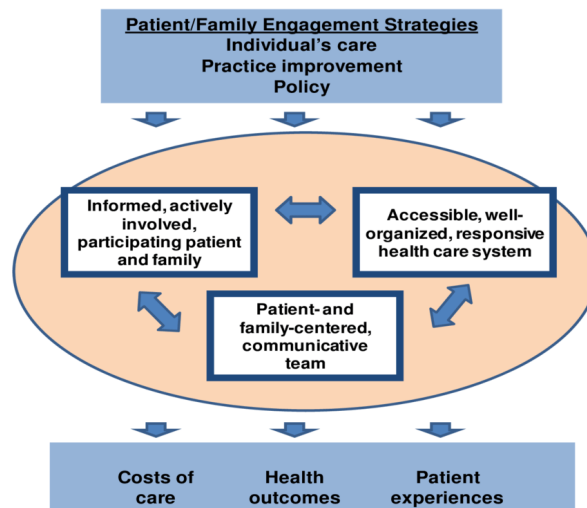 Patient/Family Engagement Strategies
Individual's care
Practice improvement
Policy
Informed, actively
involved,
participating patient
and family
Accessible, well-
organized, responsive
health care system
Patient- and
family-centered,
communicative
team
Costs of
care
Health
outcomes
Patient
experiences